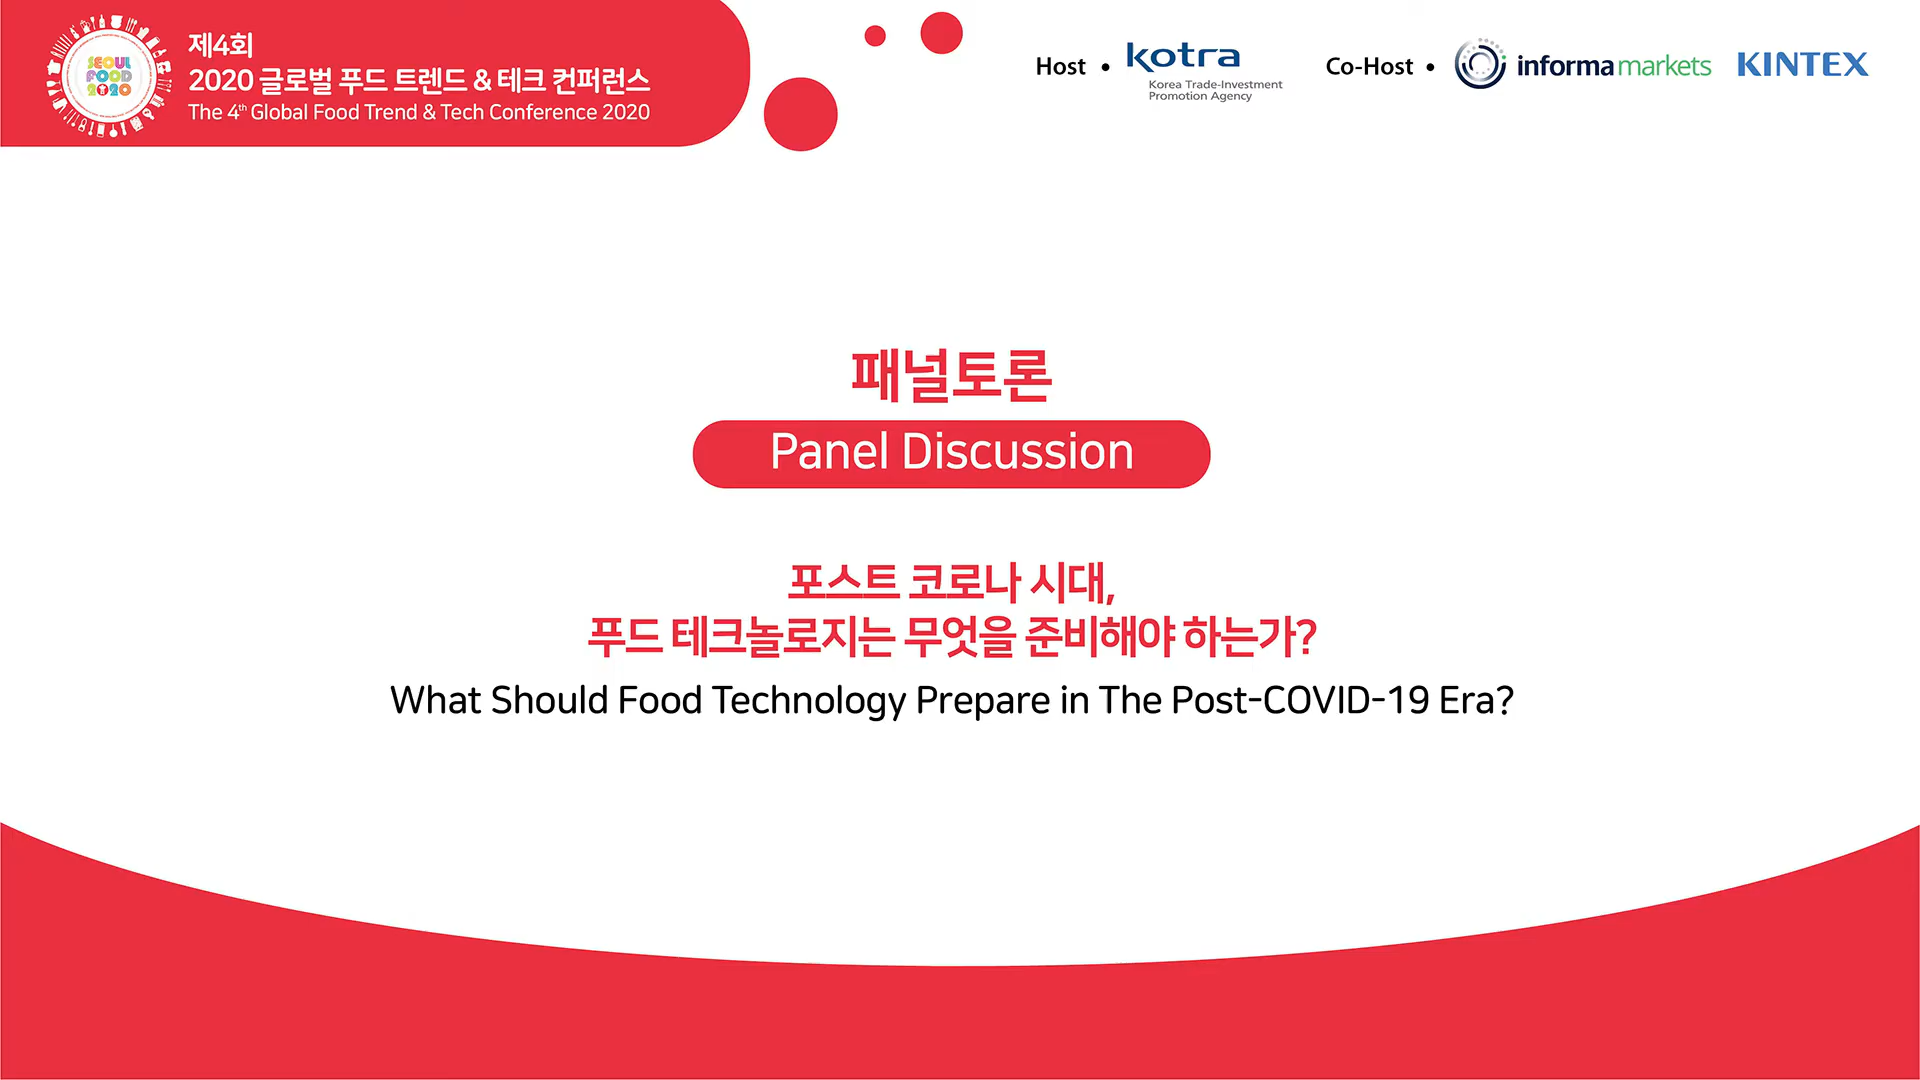 SEOUL
FOOD
2020
제4회
2020 글로벌 푸드 트렌드 & 테크 컨퍼런스
The 4th Global Food Trend & Tech Conference 2020
Host •
kotra
Korea Trade-Investment
Promotion Agency
Co-Host •
informa markets
KINTEX
패널토론
Panel Discussion
포스트 코로나 시대,
푸드 테크놀로지는 무엇을 준비해야 하는가?
What Should Food Technology Prepare in The Post-COVID-19 Era?